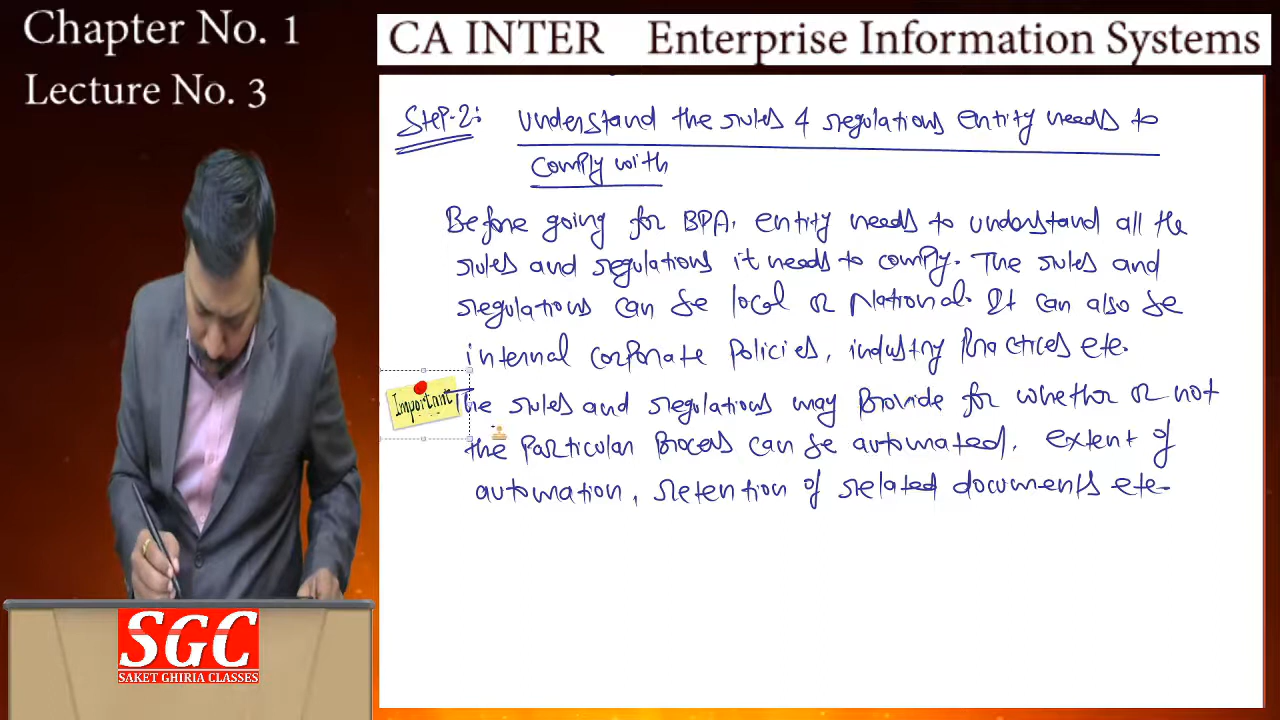 Chapter No. 1
Lecture No. 3
CA INTER Enterprise Information Systems
Step-2: Understand the rules & regulations entity needs to
comply with
Before going for BPA, entity needs to understand all the
rules and regulations it needs to comply. The rules and
regulations can be local or National. It can also be
internal corporate policies, industry practices etc.
Important
The rules and regulations may provide for whether or not
the particular process can be automated, extent of
automation, retention of related documents etc.
SGC
SAKET GHIRIA CLASSES